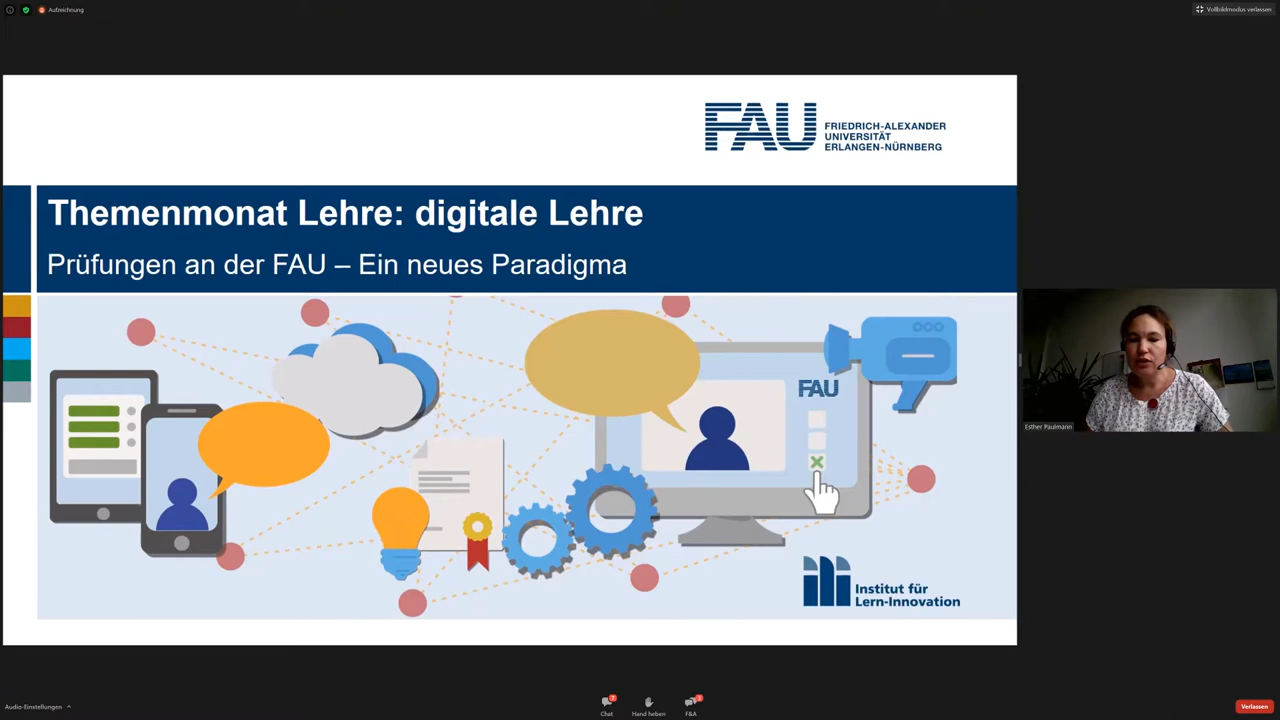 Aufzeichnung
Vollbildmodus verlassen
FAU
FRIEDRICH-ALEXANDER
UNIVERSITÄT
ERLANGEN-NÜRNBERG
Themenmonat Lehre: digitale Lehre
Prüfungen an der FAU – Ein neues Paradigma
FAU
Esther Paulmann
Institut für
Lern-Innovation
Audio-Einstellungen
Chat
Hand heben
F&A
Verlassen